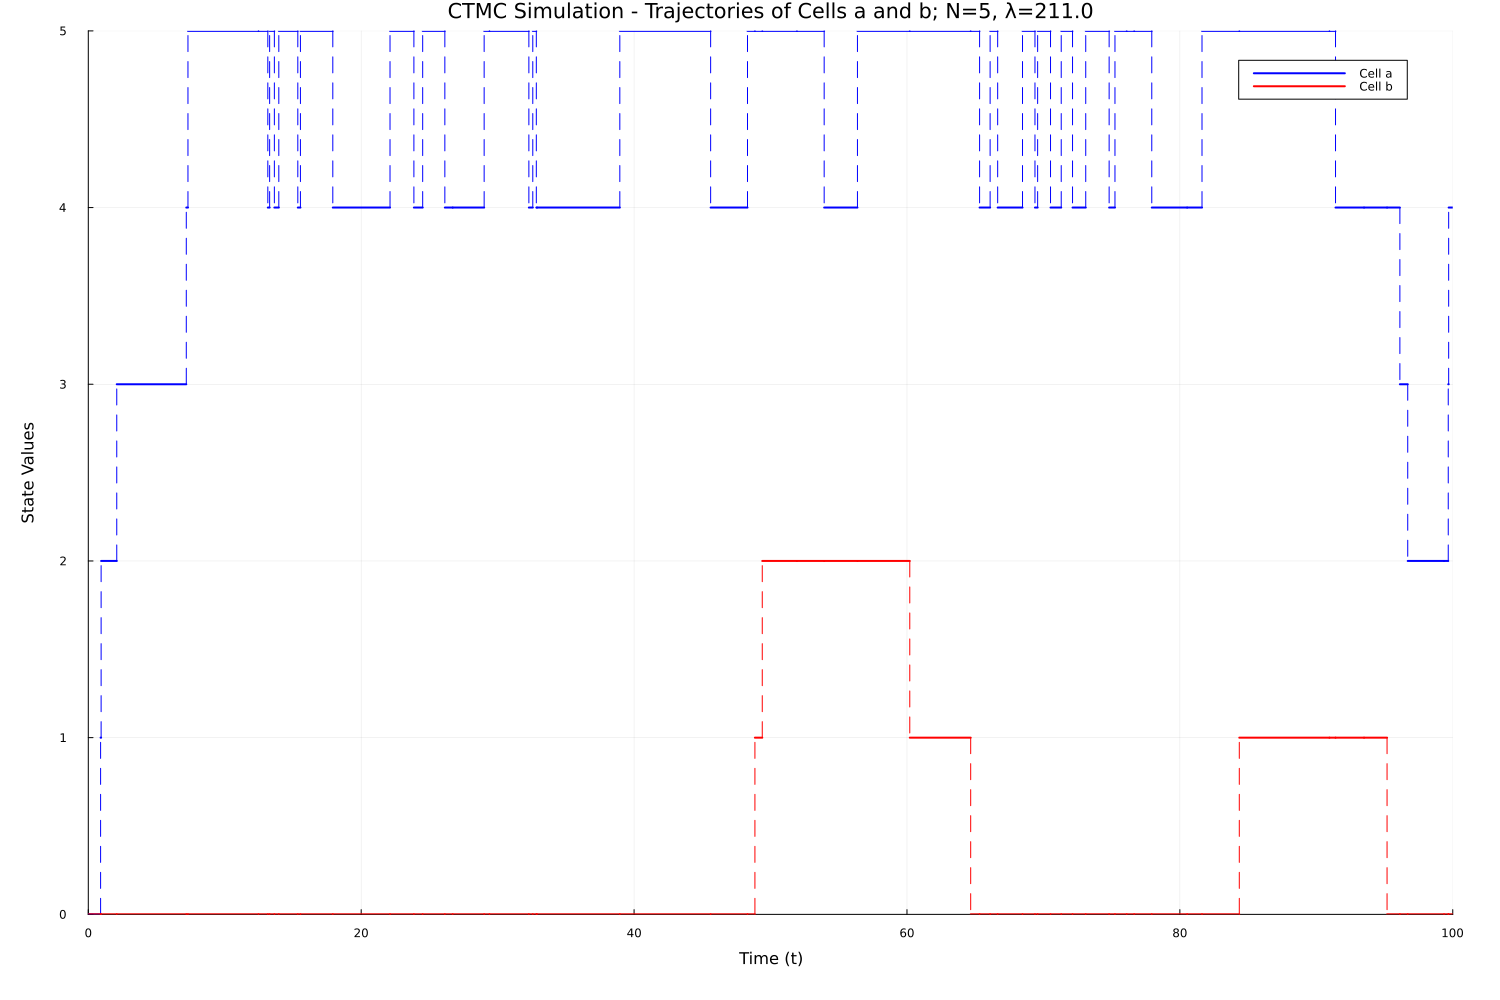 CTMC Simulation - Trajectories of Cells a and b; N=5, λ=211.0
5
Cell a
Cell b
4
3
State Values
2
1
0
0 20 40 60 80 100
Time (t)